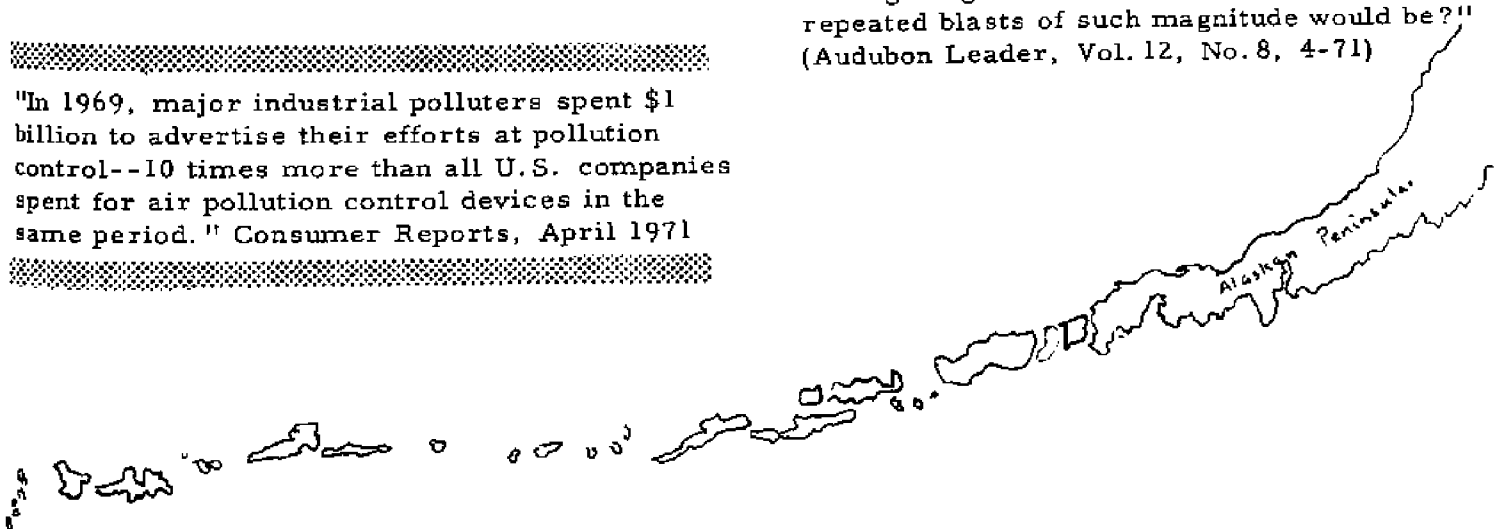 repeated blasts of such magnitude would be?"
(Audubon Leader, Vol. 12, No. 8, 4-71)
"In 1969, major industrial polluters spent $1
billion to advertise their efforts at pollution
control--10 times more than all U.S. companies
spent for air pollution control devices in the
same period." Consumer Reports, April 1971
Alaskan Peninsula.